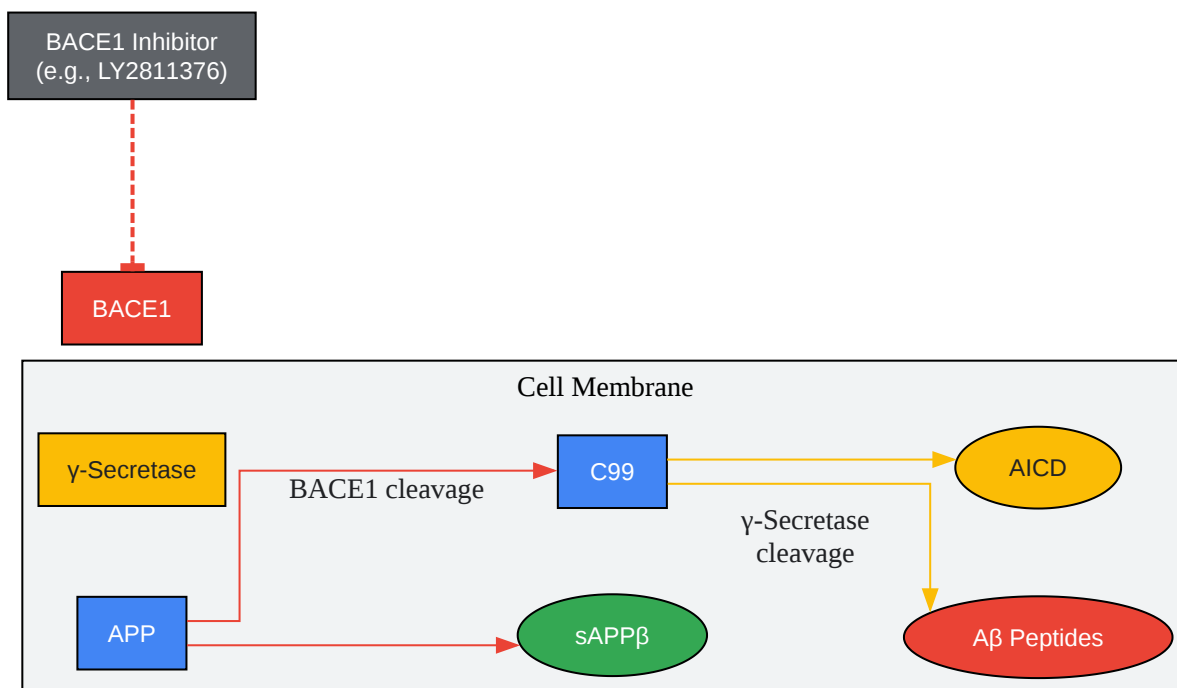 BACE1 Inhibitor
(e.g., LY2811376)
BACE1
Cell Membrane
γ-Secretase
BACE1 cleavage
C99
AICD
γ-Secretase
cleavage
APP
sAPPβ
Aβ Peptides